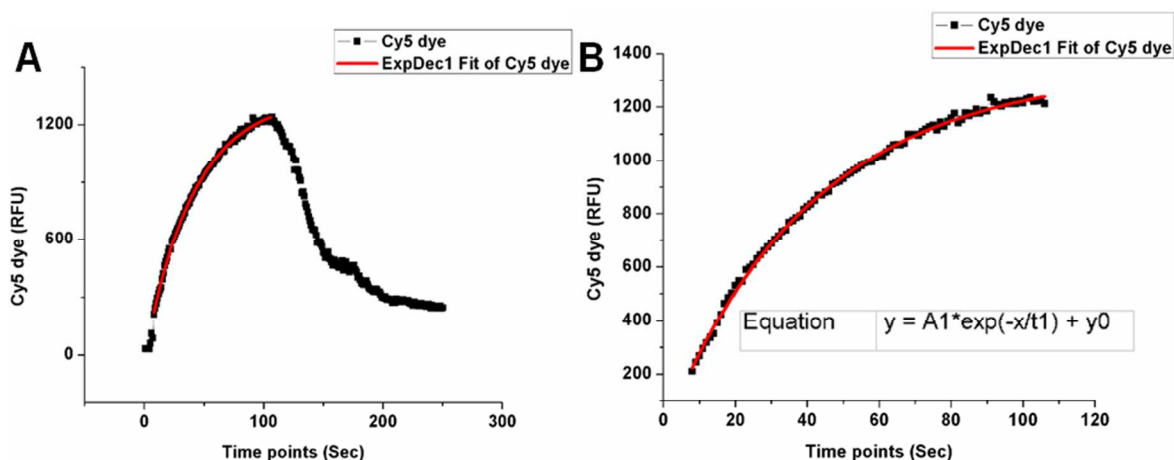 A
Cy5 dye
ExpDec1 Fit of Cy5 dye
1200
600
0
Cy5 dye (RFU)
0
100
200
300
Time points (Sec)
B
Cy5 dye
ExpDec1 Fit of Cy5 dye
1400
1200
1000
800
600
400
200
Cy5 dye (RFU)
Equation y = A1*exp(-x/t1) + y0
0
20
40
60
80
100
120
Time points (Sec)